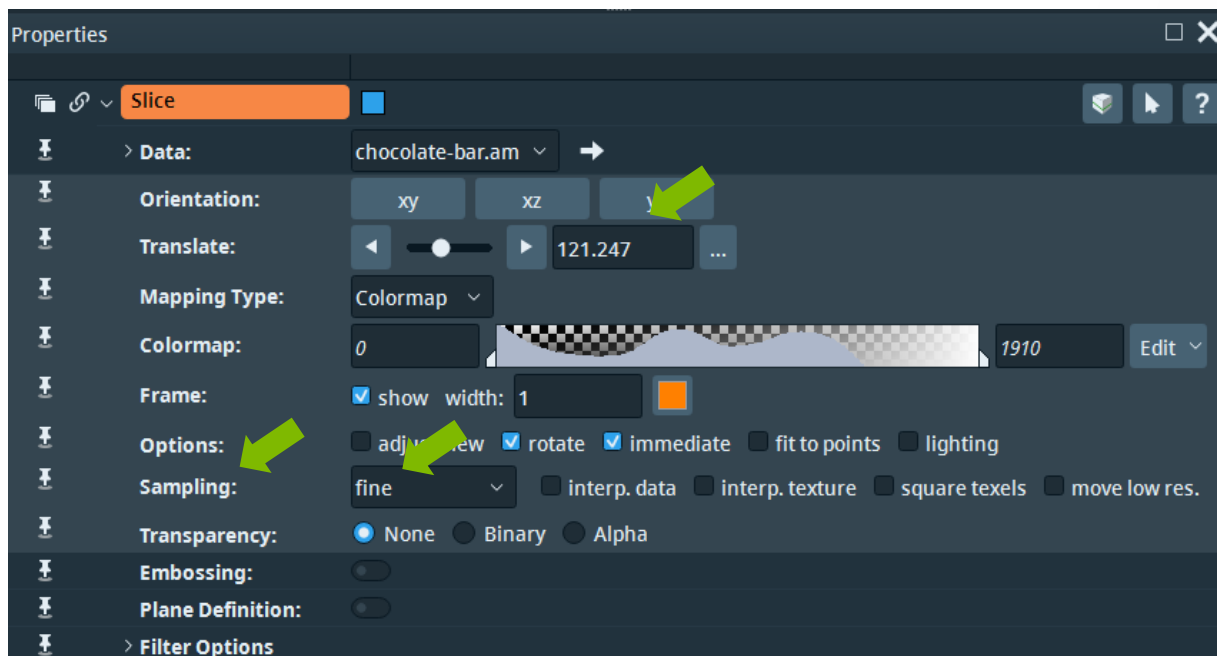 Properties
Slice ?
Data: chocolate-bar.am
Orientation: xy xz
Translate: 121.247 ...
Mapping Type: Colormap
Colormap: 0 1910 Edit
Frame: show width: 1
Options: rotate immediate fit to points lighting
Sampling: fine interp. data interp. texture square texels move low res.
Transparency: None Binary Alpha
Embossing:
Plane Definition:
Filter Options